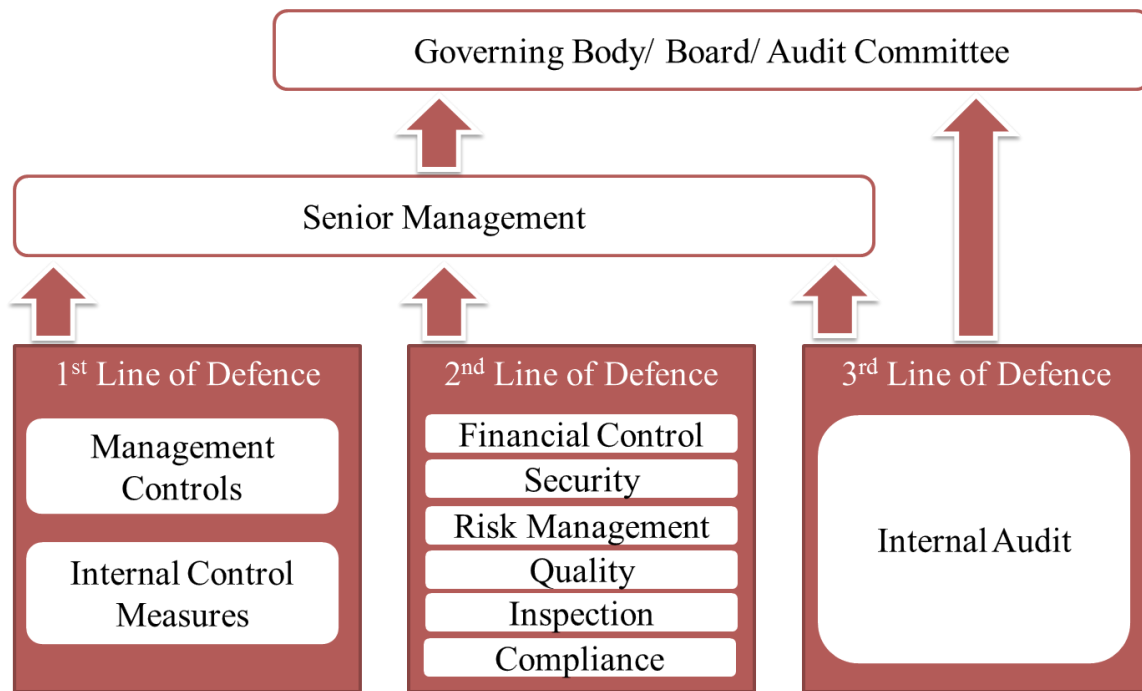 Governing Body/ Board/ Audit Committee
Senior Management
1st Line of Defence
Management
Controls
Internal Control
Measures
2nd Line of Defence
Financial Control
Security
Risk Management
Quality
Inspection
Compliance
3rd Line of Defence
Internal Audit